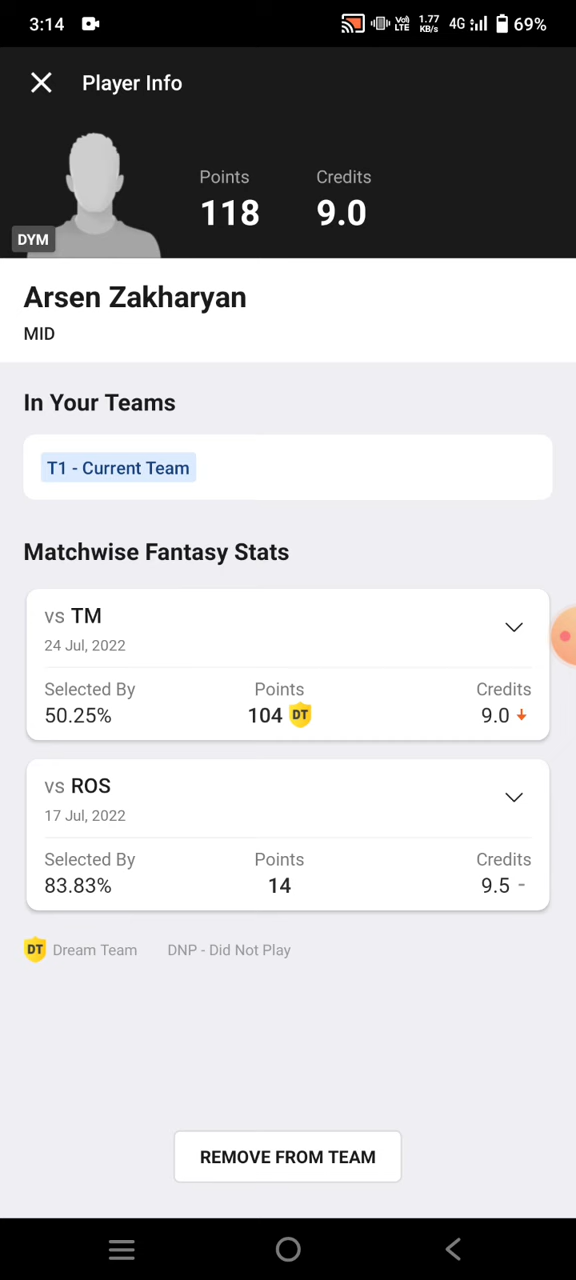 3:14 VoI LTE 1.77 KB/s 4G 69%
Player Info
Points Credits
118 9.0
DYM
Arsen Zakharyan
MID
In Your Teams
T1 - Current Team
Matchwise Fantasy Stats
vs TM
24 Jul, 2022
Selected By Points Credits
50.25% 104 DT 9.0
vs ROS
17 Jul, 2022
Selected By Points Credits
83.83% 14 9.5 -
DT Dream Team DNP - Did Not Play
REMOVE FROM TEAM